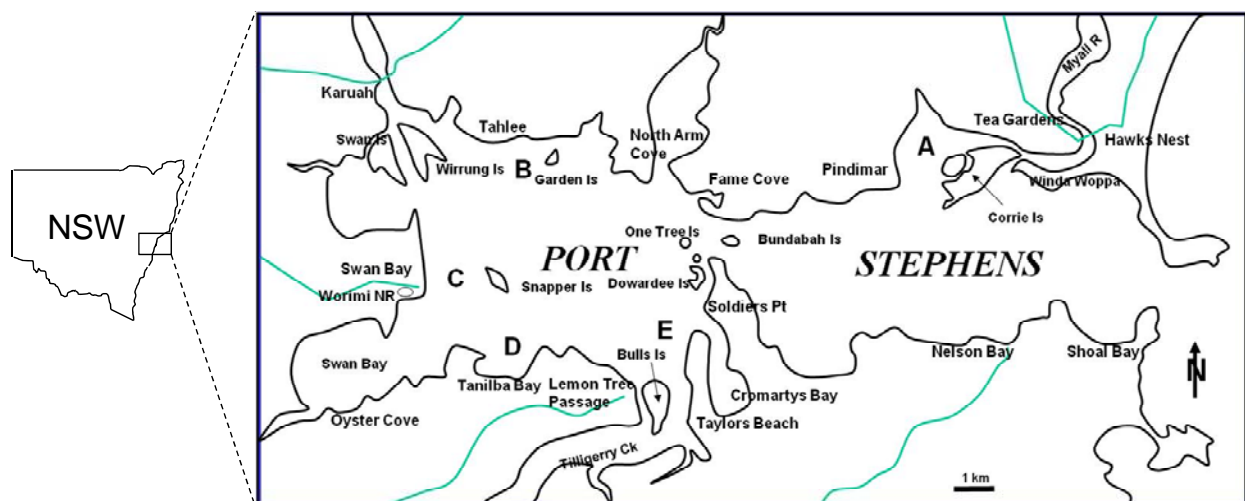 NSW
Myall R
Karuah
Tea Gardens
Tahlee
North Arm
Cove
Hawks Nest
Swan Is
A
Wirrung Is
B
Garden Is
Pindimar
Fame Cove
Winda Woppa
Corrie Is
One Tree Is
Bundabah Is
PORT
STEPHENS
Swan Bay
C
Snapper Is
Dowardee Is
Worimi NR
Soldiers Pt
E
D
Bulls Is
Nelson Bay
Shoal Bay
Swan Bay
Tanilba Bay
Lemon Tree
Passage
N
Cromartys Bay
Oyster Cove
Taylors Beach
Tilligerry Ck
1 km